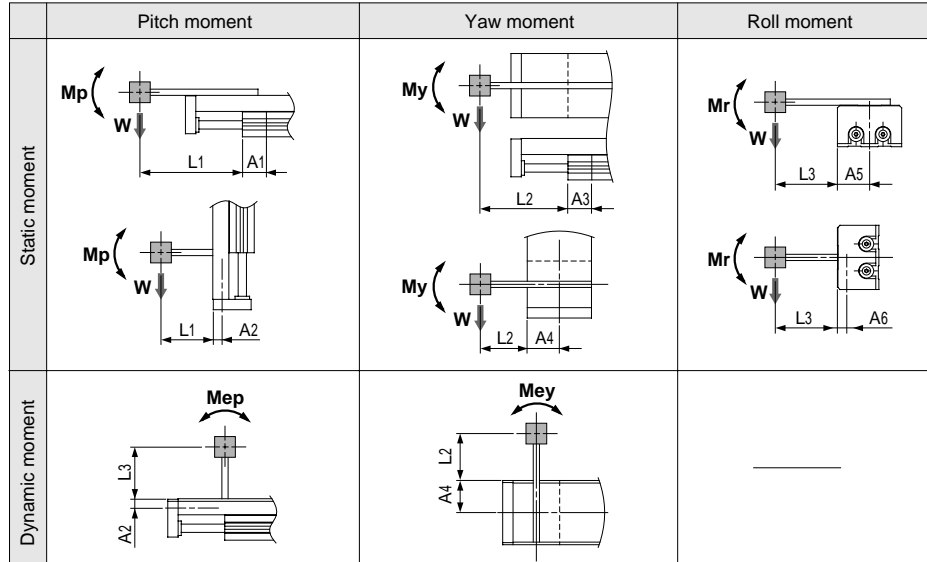 Pitch moment
Yaw moment
Roll moment
Static moment
Mp
W
L1
A1
My
W
L2
A3
Mr
W
L3
A5
Mp
W
L1
A2
My
W
L2
A4
Mr
W
L3
A6
Dynamic moment
Mep
L3
A2
Mey
L2
A4